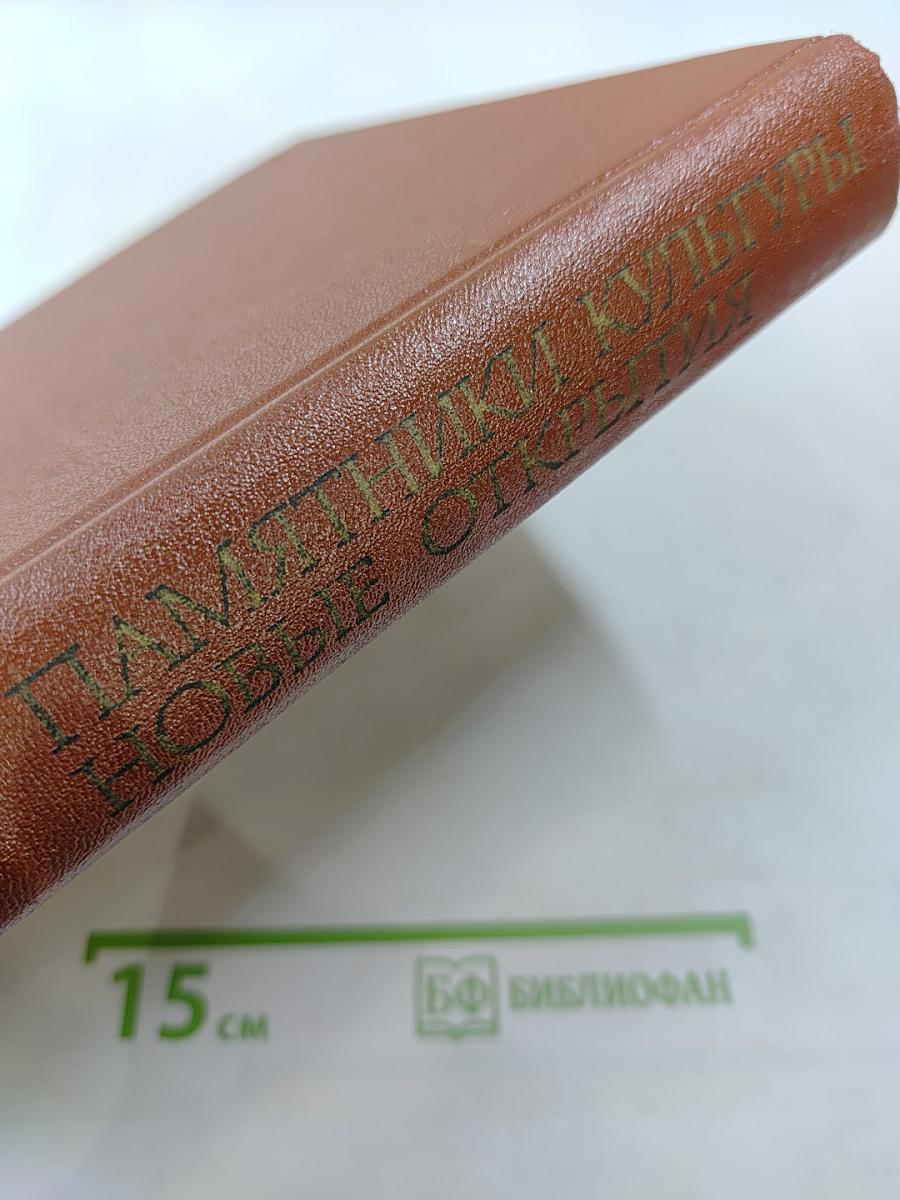 ПАМЯТНИКИ КУЛЬТУРЫ
НОВЫЕ ОТКРЫТИЯ
15 см
БФ БИБЛИОФАН